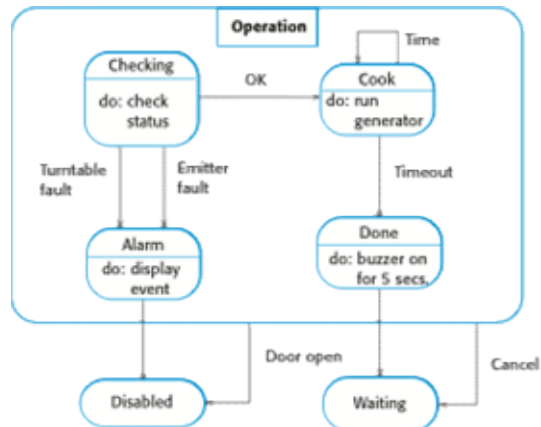 Operation
Checking
do: check
status
OK
Time
Cook
do: run
generator
Turntable
fault
Emitter
fault
Timeout
Alarm
do: display
event
Done
do: buzzer on
for 5 secs.
Door open
Cancel
Disabled
Waiting